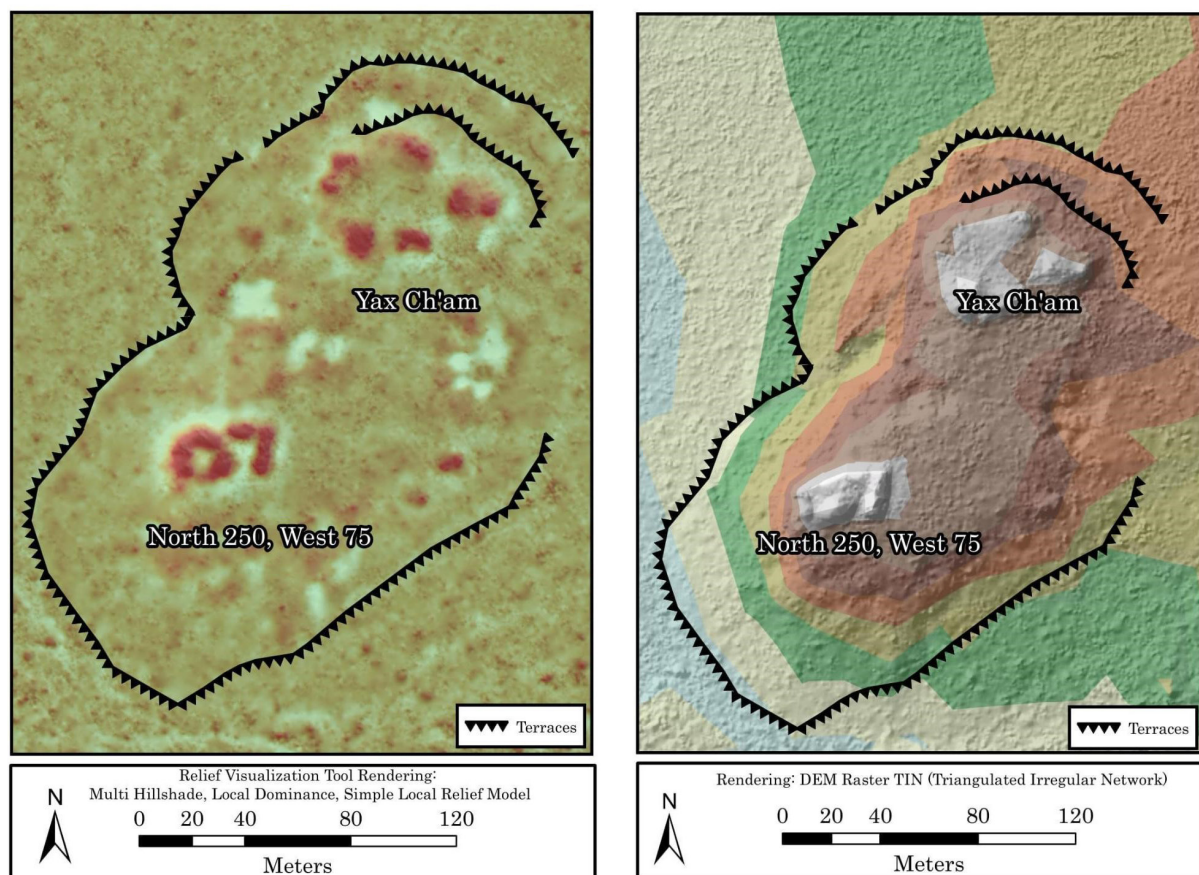 Yax Ch'am
North 250, West 75
Terraces
Relief Visualization Tool Rendering:
Multi Hillshade, Local Dominance, Simple Local Relief Model
N
0 20 40 80 120
Meters
Yax Ch'am
North 250, West 75
Terraces
Rendering: DEM Raster TIN (Triangulated Irregular Network)
N
0 20 40 80 120
Meters